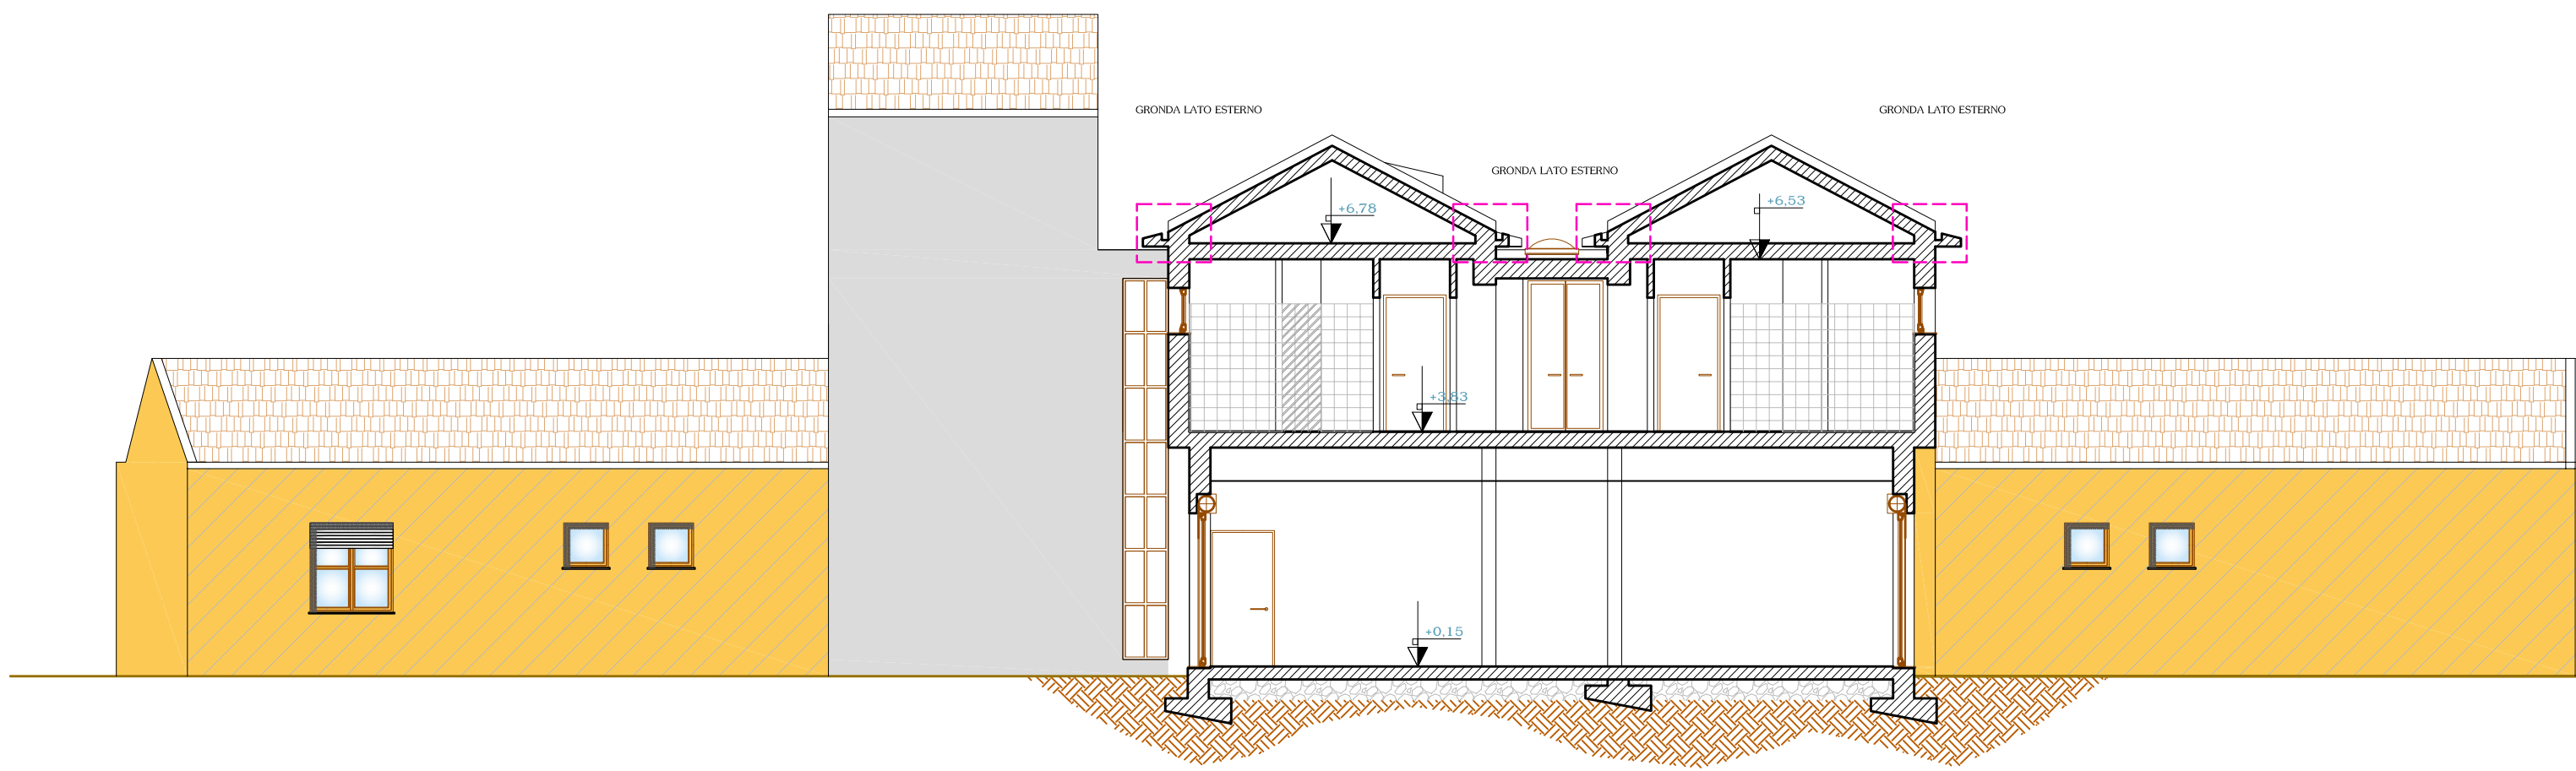 GRONDA LATO ESTERNO
GRONDA LATO ESTERNO
GRONDA LATO ESTERNO
+6,78
+6,53
+3,83
+0,15